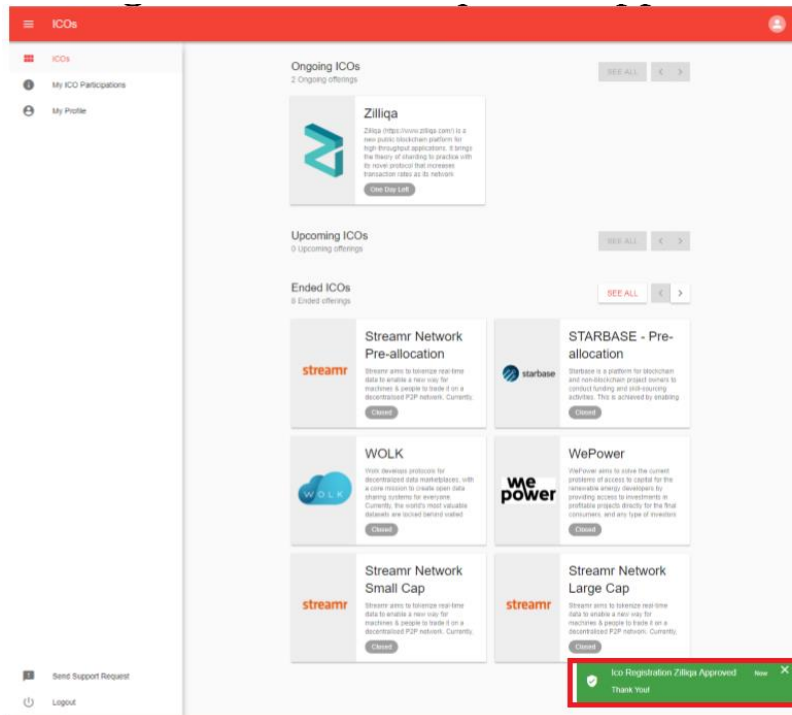 ICOs
ICOs
My ICO Participations
My Profile
Ongoing ICOs
2 Ongoing offerings
SEE ALL
Zilliqa
Zilliqa (https://www.zilliqa.com/) is a
new public blockchain platform for
high-throughput applications. It brings
the theory of sharding to practice with
its novel protocol that increases
transaction rates as its network
One Day Left
Upcoming ICOs
0 Upcoming offerings
SEE ALL
Ended ICOs
8 Ended offerings
SEE ALL
streamr
Streamr Network
Pre-allocation
Streamr aims to tokenize real-time
data to enable a new way for
machines & people to trade it on a
decentralised P2P network. Currently,
Closed
starbase
STARBASE - Pre-
allocation
Starbase is a platform for blockchain
and non-blockchain project owners to
conduct funding and skill-sourcing
activities. This is achieved by enabling
Closed
WOLK
WOLK
Wolk develops protocols for
decentralized data marketplaces, with
a core mission to create open data
sharing systems for everyone.
Currently, the world's most valuable
datasets are locked behind walled
Closed
we
power
WePower
WePower aims to solve the current
problems of access to capital for the
renewable energy developers by
providing access to investments in
profitable projects directly for the final
consumers, and any type of investors
Closed
streamr
Streamr Network
Small Cap
Streamr aims to tokenize real-time
data to enable a new way for
machines & people to trade it on a
decentralised P2P network. Currently,
Closed
streamr
Streamr Network
Large Cap
Streamr aims to tokenize real-time
data to enable a new way for
machines & people to trade it on a
decentralised P2P network. Currently,
Closed
Ico Registration Zilliqa Approved Now
Thank You!
Send Support Request
Logout